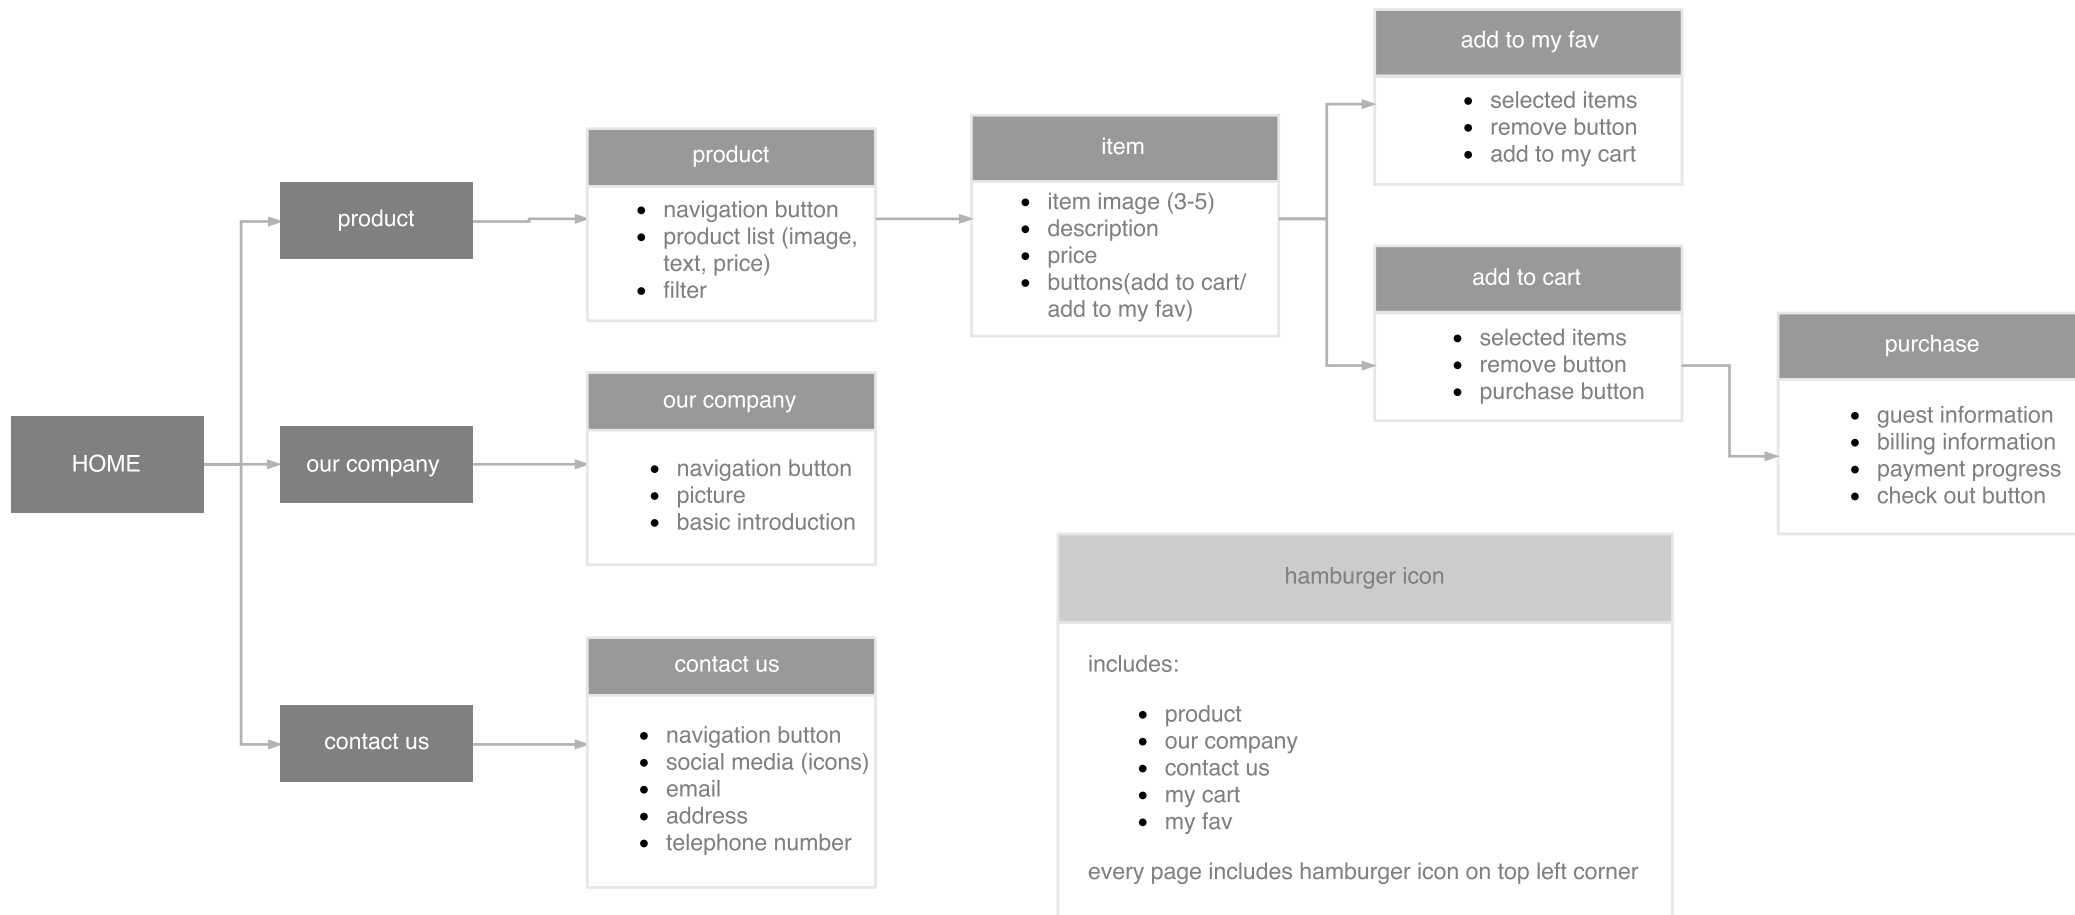 HOME
product
our company
contact us
product
• navigation button
• product list (image,
text, price)
• filter
our company
• navigation button
• picture
• basic introduction
contact us
• navigation button
• social media (icons)
• email
• address
• telephone number
item
• item image (3-5)
• description
• price
• buttons(add to cart/
add to my fav)
add to my fav
• selected items
• remove button
• add to my cart
add to cart
• selected items
• remove button
• purchase button
purchase
• guest information
• billing information
• payment progress
• check out button
hamburger icon
includes:
• product
• our company
• contact us
• my cart
• my fav
every page includes hamburger icon on top left corner